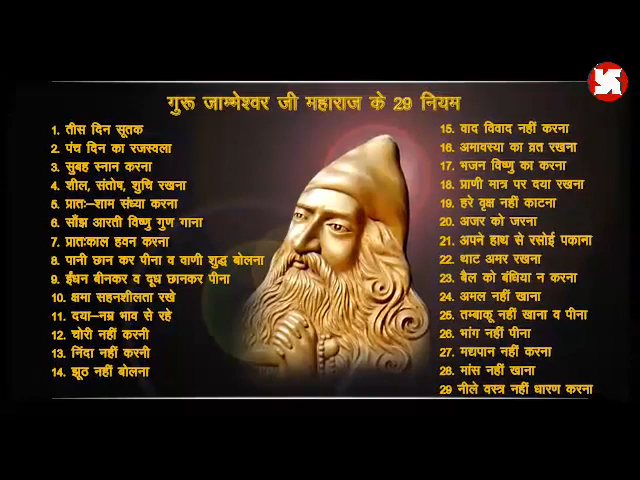 गुरू जाम्मेश्वर जी महाराज के 29 नियम
1. तीस दिन सूतक
2. पंच दिन का रजस्वला
3. सुबह स्नान करना
4. शील, संतोष, शुचि रखना
5. प्रातः–शाम संध्या करना
6. साँझ आरती विष्णु गुण गाना
7. प्रातःकाल हवन करना
8. पानी छान कर पीना व वाणी शुद्ध बोलना
9. ईंधन बीनकर व दूध छानकर पीना
10. क्षमा सहनशीलता रखे
11. दया–नम्र भाव से रहे
12. चोरी नहीं करनी
13. निंदा नहीं करनी
14. झूठ नहीं बोलना
15. वाद विवाद नहीं करना
16. अमावस्या का व्रत रखना
17. भजन विष्णु का करना
18. प्राणी मात्र पर दया रखना
19. हरे वृक्ष नहीं काटना
20. अजर को जरना
21. अपने हाथ से रसोई पकाना
22. थाट अमर रखना
23. बैल को बंधिया न करना
24. अमल नहीं खाना
25. तम्बाकू नहीं खाना व पीना
26. भांग नहीं पीना
27. मद्यपान नहीं करना
28. मांस नहीं खाना
29 नीले वस्त्र नहीं धारण करना